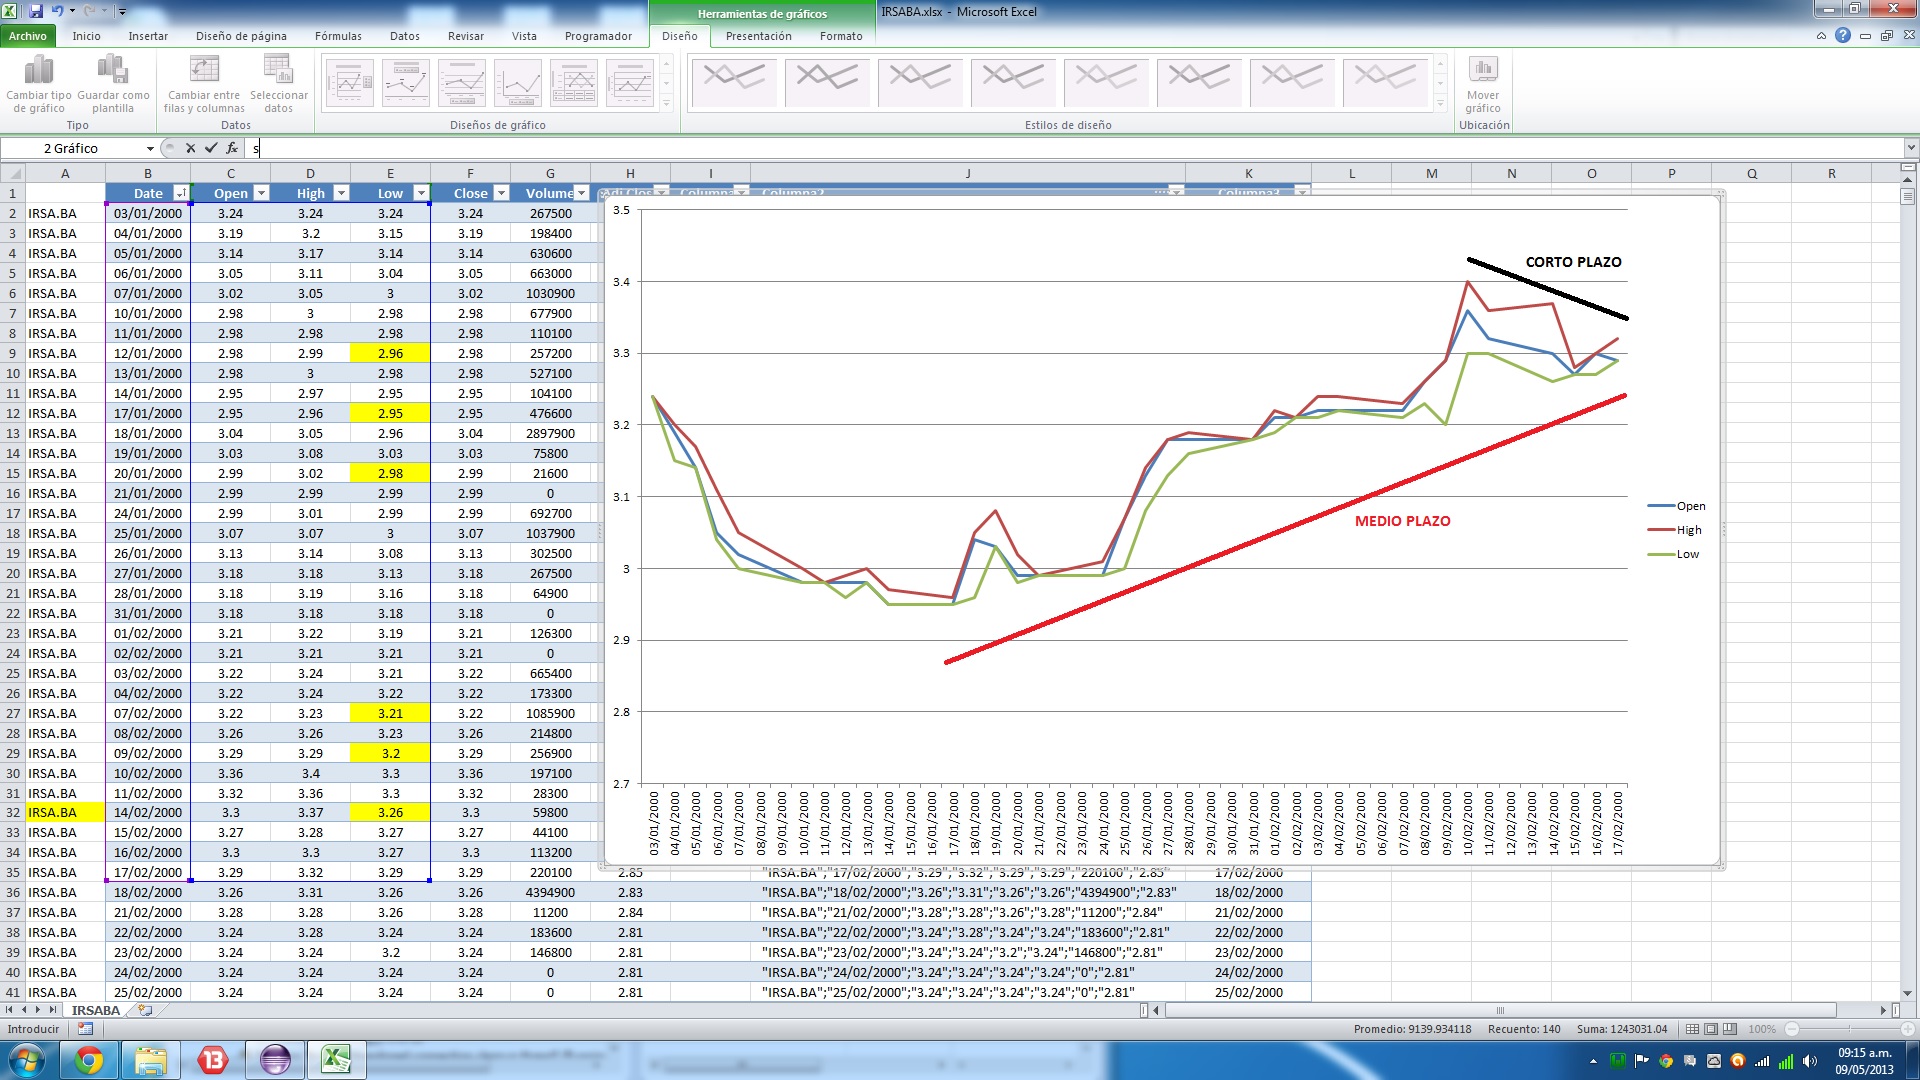 Herramientas de gráficos
IRSABA.xlsx - Microsoft Excel
Archivo Inicio Insertar Diseño de página Fórmulas Datos Revisar Vista Programador Diseño Presentación Formato
Cambiar tipo de gráfico
Guardar como plantilla
Cambiar entre filas y columnas
Seleccionar datos
Mover gráfico
Tipo Datos Diseños de gráfico Estilos de diseño Ubicación
2 Gráfico fx s
A B C D E F G H I J K L M N O P Q R
1 Date Open High Low Close Volume Adj Clos Column Columna2 Columna3
2 IRSA.BA 03/01/2000 3.24 3.24 3.24 3.24 267500
3 IRSA.BA 04/01/2000 3.19 3.2 3.15 3.19 198400
4 IRSA.BA 05/01/2000 3.14 3.17 3.14 3.14 630600
5 IRSA.BA 06/01/2000 3.05 3.11 3.04 3.05 663000
6 IRSA.BA 07/01/2000 3.02 3.05 3 3.02 1030900
7 IRSA.BA 10/01/2000 2.98 3 2.98 2.98 677900
8 IRSA.BA 11/01/2000 2.98 2.98 2.98 2.98 110100
9 IRSA.BA 12/01/2000 2.98 2.99 2.96 2.98 257200
10 IRSA.BA 13/01/2000 2.98 3 2.98 2.98 527100
11 IRSA.BA 14/01/2000 2.95 2.97 2.95 2.95 104100
12 IRSA.BA 17/01/2000 2.95 2.96 2.95 2.95 476600
13 IRSA.BA 18/01/2000 3.04 3.05 2.96 3.04 2897900
14 IRSA.BA 19/01/2000 3.03 3.08 3.03 3.03 75800
15 IRSA.BA 20/01/2000 2.99 3.02 2.98 2.99 21600
16 IRSA.BA 21/01/2000 2.99 2.99 2.99 2.99 0
17 IRSA.BA 24/01/2000 2.99 3.01 2.99 2.99 692700
18 IRSA.BA 25/01/2000 3.07 3.07 3 3.07 1037900
19 IRSA.BA 26/01/2000 3.13 3.14 3.08 3.13 302500
20 IRSA.BA 27/01/2000 3.18 3.18 3.13 3.18 267500
21 IRSA.BA 28/01/2000 3.18 3.19 3.16 3.18 64900
22 IRSA.BA 31/01/2000 3.18 3.18 3.18 3.18 0
23 IRSA.BA 01/02/2000 3.21 3.22 3.19 3.21 126300
24 IRSA.BA 02/02/2000 3.21 3.21 3.21 3.21 0
25 IRSA.BA 03/02/2000 3.22 3.24 3.21 3.22 665400
26 IRSA.BA 04/02/2000 3.22 3.24 3.22 3.22 173300
27 IRSA.BA 07/02/2000 3.22 3.23 3.21 3.22 1085900
28 IRSA.BA 08/02/2000 3.26 3.26 3.23 3.26 214800
29 IRSA.BA 09/02/2000 3.29 3.29 3.2 3.29 256900
30 IRSA.BA 10/02/2000 3.36 3.4 3.3 3.36 197100
31 IRSA.BA 11/02/2000 3.32 3.36 3.3 3.32 28300
32 IRSA.BA 14/02/2000 3.3 3.37 3.26 3.3 59800
33 IRSA.BA 15/02/2000 3.27 3.28 3.27 3.27 44100
34 IRSA.BA 16/02/2000 3.3 3.3 3.27 3.3 113200
35 IRSA.BA 17/02/2000 3.29 3.32 3.29 3.29 220100 2.85 "IRSA.BA";"17/02/2000";"3.29";"3.32";"3.29";"3.29";"220100";"2.85" 17/02/2000
36 IRSA.BA 18/02/2000 3.26 3.31 3.26 3.26 4394900 2.83 "IRSA.BA";"18/02/2000";"3.26";"3.31";"3.26";"3.26";"4394900";"2.83" 18/02/2000
37 IRSA.BA 21/02/2000 3.28 3.28 3.26 3.28 11200 2.84 "IRSA.BA";"21/02/2000";"3.28";"3.28";"3.26";"3.28";"11200";"2.84" 21/02/2000
38 IRSA.BA 22/02/2000 3.24 3.28 3.24 3.24 183600 2.81 "IRSA.BA";"22/02/2000";"3.24";"3.28";"3.24";"3.24";"183600";"2.81" 22/02/2000
39 IRSA.BA 23/02/2000 3.24 3.24 3.2 3.24 146800 2.81 "IRSA.BA";"23/02/2000";"3.24";"3.24";"3.2";"3.24";"146800";"2.81" 23/02/2000
40 IRSA.BA 24/02/2000 3.24 3.24 3.24 3.24 0 2.81 "IRSA.BA";"24/02/2000";"3.24";"3.24";"3.24";"3.24";"0";"2.81" 24/02/2000
41 IRSA.BA 25/02/2000 3.24 3.24 3.24 3.24 0 2.81 "IRSA.BA";"25/02/2000";"3.24";"3.24";"3.24";"3.24";"0";"2.81" 25/02/2000
3.5
3.4
3.3
3.2
3.1
3
2.9
2.8
2.7
CORTO PLAZO
MEDIO PLAZO
Open
High
Low
03/01/2000 04/01/2000 05/01/2000 06/01/2000 07/01/2000 08/01/2000 09/01/2000 10/01/2000 11/01/2000 12/01/2000 13/01/2000 14/01/2000 15/01/2000 16/01/2000 17/01/2000 18/01/2000 19/01/2000 20/01/2000 21/01/2000 22/01/2000 23/01/2000 24/01/2000 25/01/2000 26/01/2000 27/01/2000 28/01/2000 29/01/2000 30/01/2000 31/01/2000 01/02/2000 02/02/2000 03/02/2000 04/02/2000 05/02/2000 06/02/2000 07/02/2000 08/02/2000 09/02/2000 10/02/2000 11/02/2000 12/02/2000 13/02/2000 14/02/2000 15/02/2000 16/02/2000 17/02/2000
IRSABA
Introducir Promedio: 9139.934118 Recuento: 140 Suma: 1243031.04 100%
13
09:15 a.m.
09/05/2013